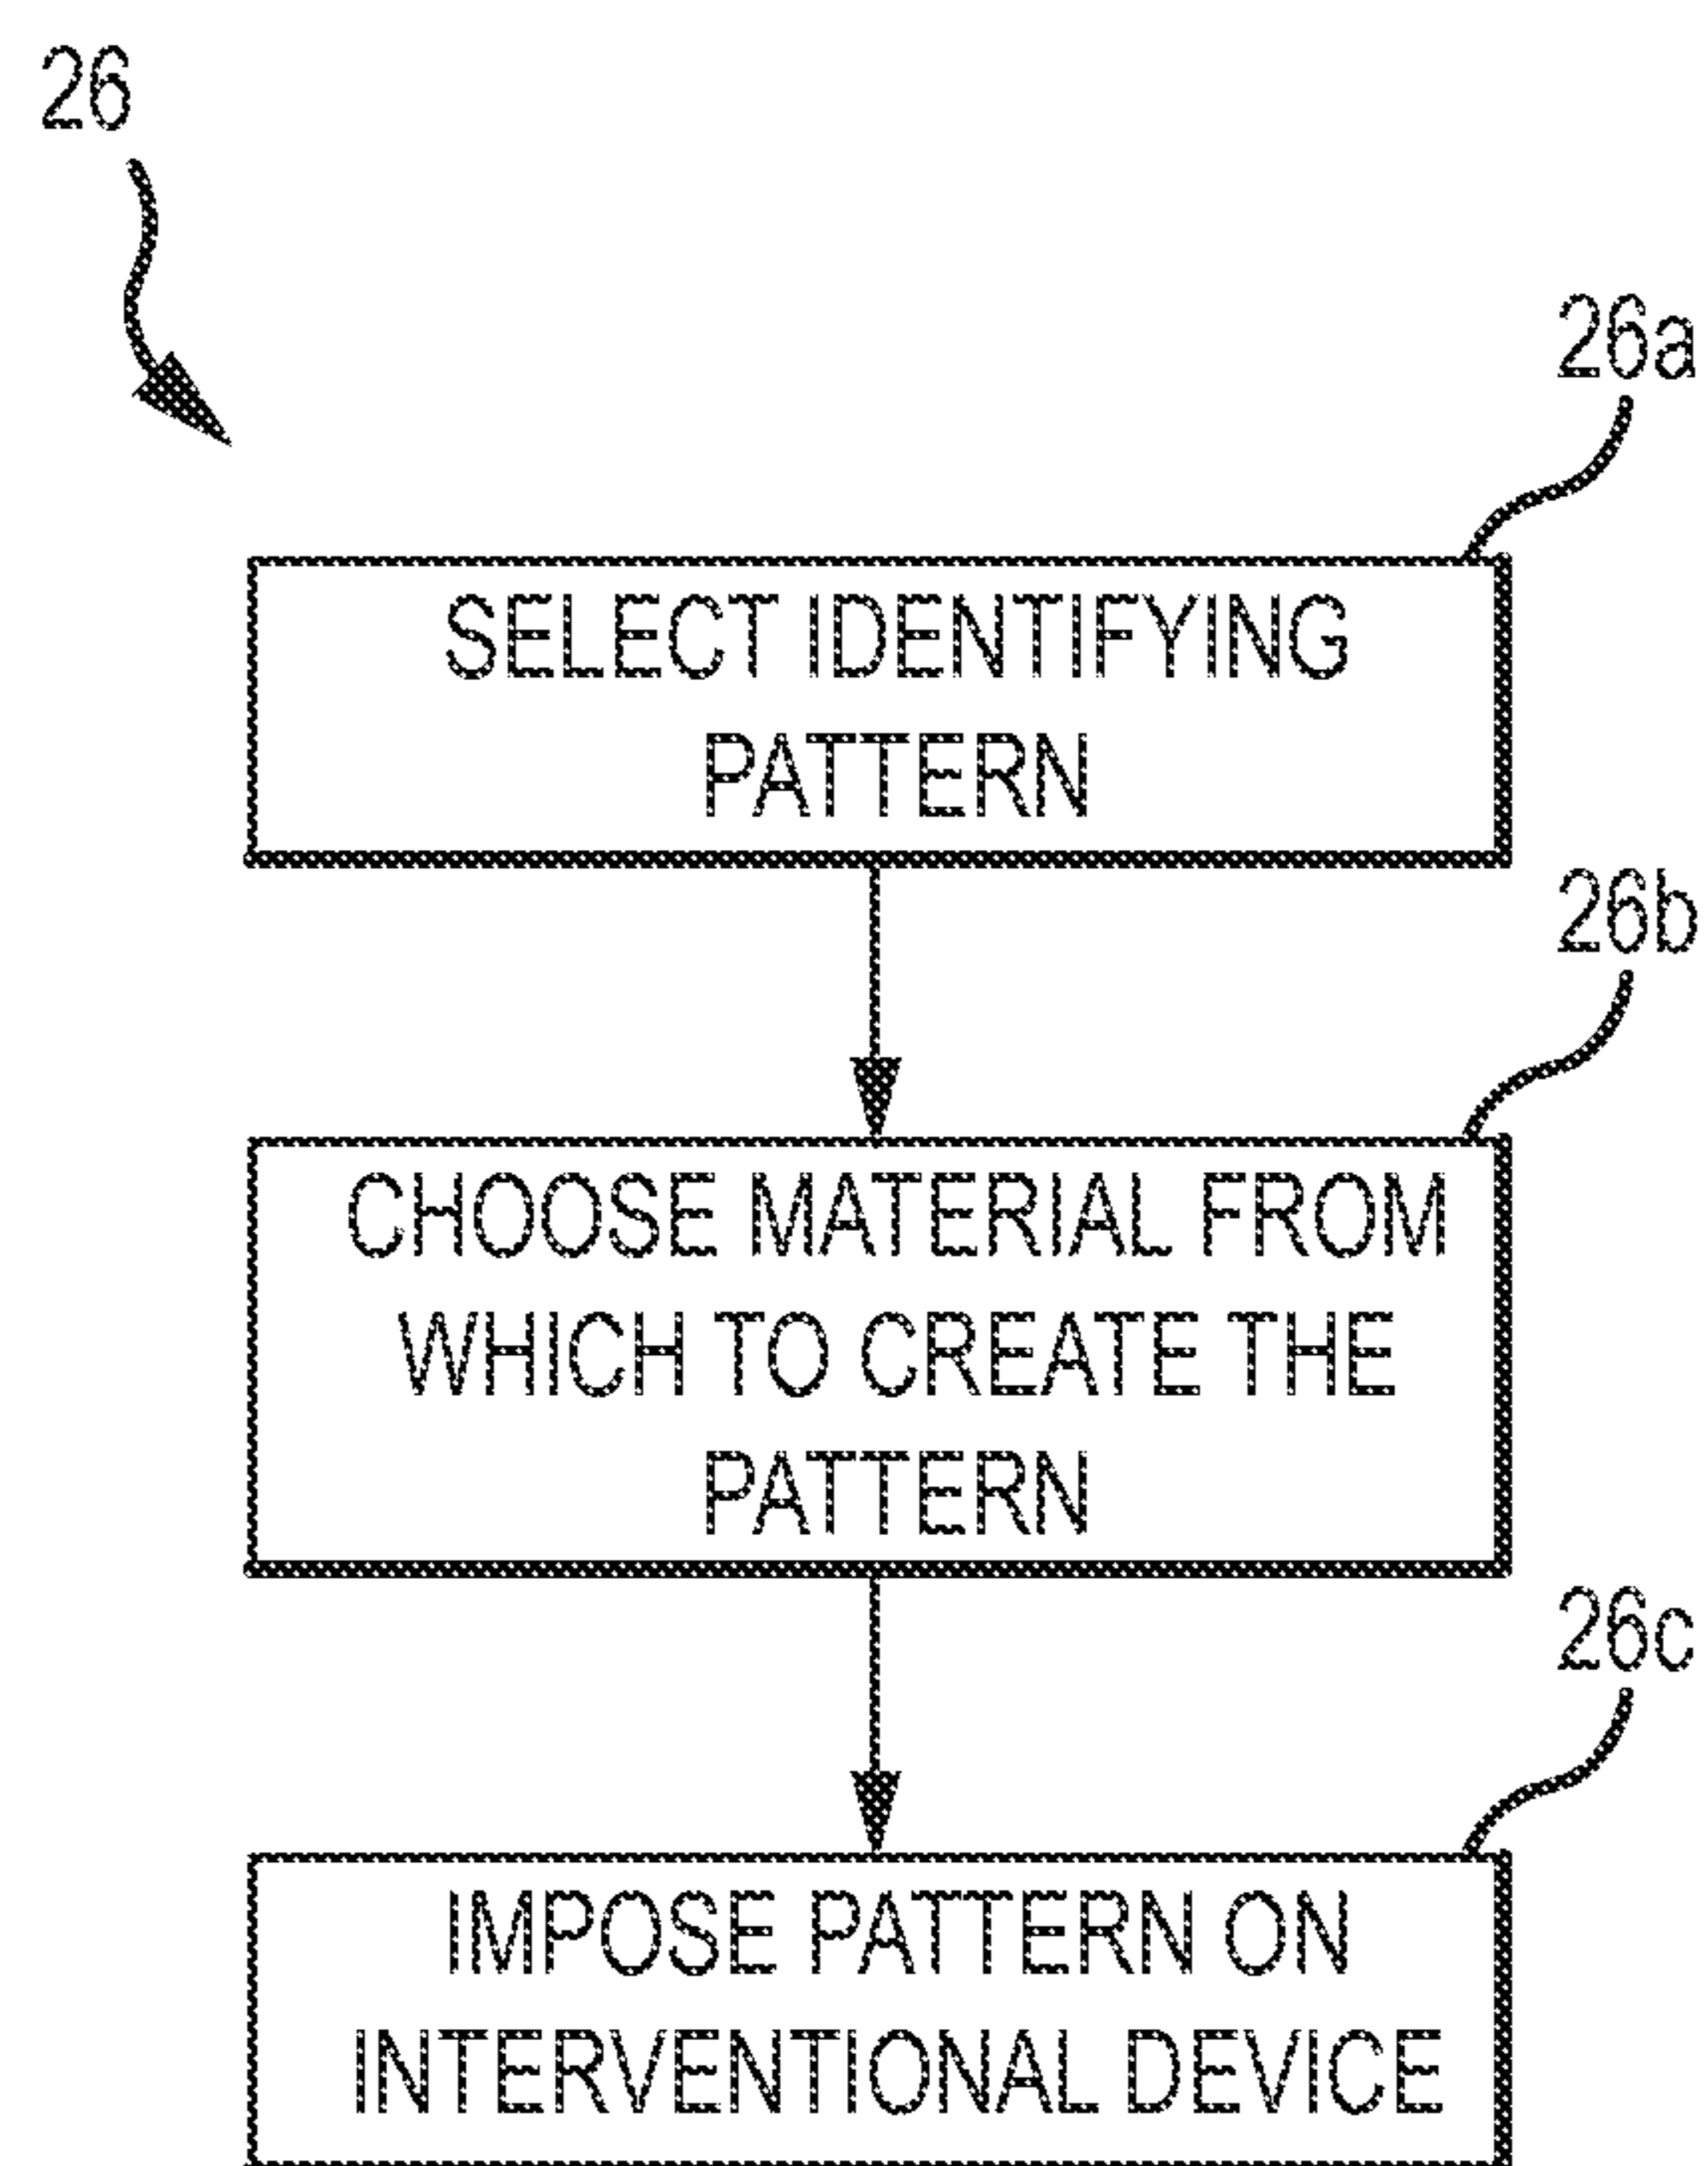 26
26a
SELECT IDENTIFYING
PATTERN
26b
CHOOSE MATERIAL FROM
WHICH TO CREATE THE
PATTERN
26c
IMPOSE PATTERN ON
INTERVENTIONAL DEVICE